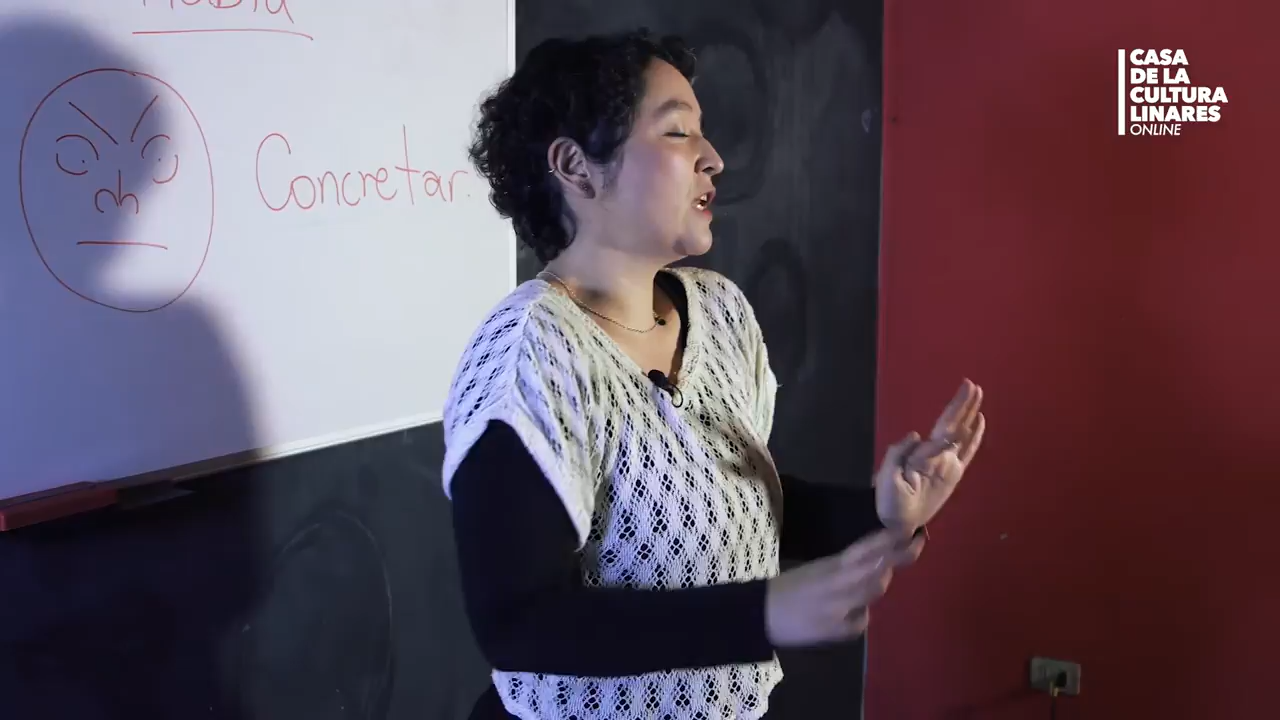 Concretar.
CASA
DE LA
CULTURA
LINARES
ONLINE